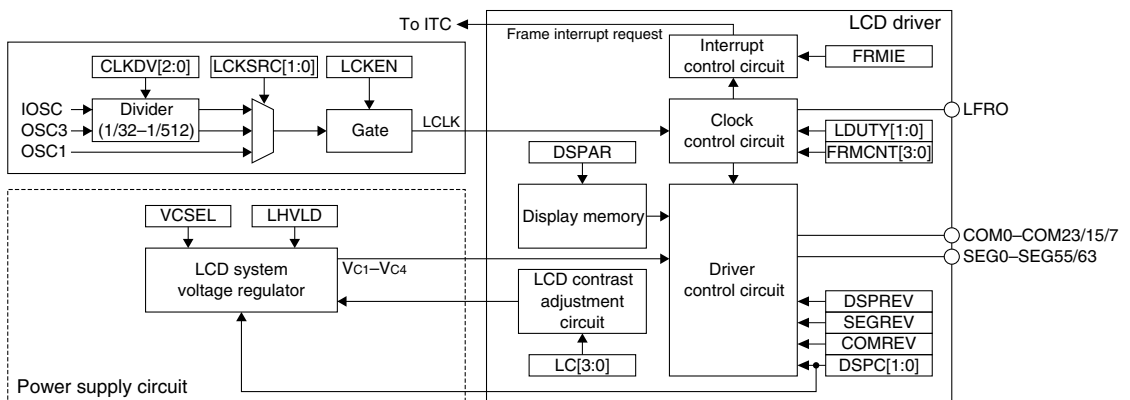 To ITC
Frame interrupt request
LCD driver
Interrupt
control circuit
FRMIE
CLKDV[2:0]
LCKSRC[1:0]
LCKEN
IOSC
OSC3
OSC1
Divider
(1/32–1/512)
Gate
LCLK
Clock
control circuit
LFRO
LDUTY[1:0]
FRMCNT[3:0]
DSPAR
Display memory
VCSEL
LHVLD
LCD system
voltage regulator
VC1–VC4
LCD contrast
adjustment
circuit
LC[3:0]
Driver
control circuit
COM0–COM23/15/7
SEG0–SEG55/63
DSPREV
SEGREV
COMREV
DSPC[1:0]
Power supply circuit